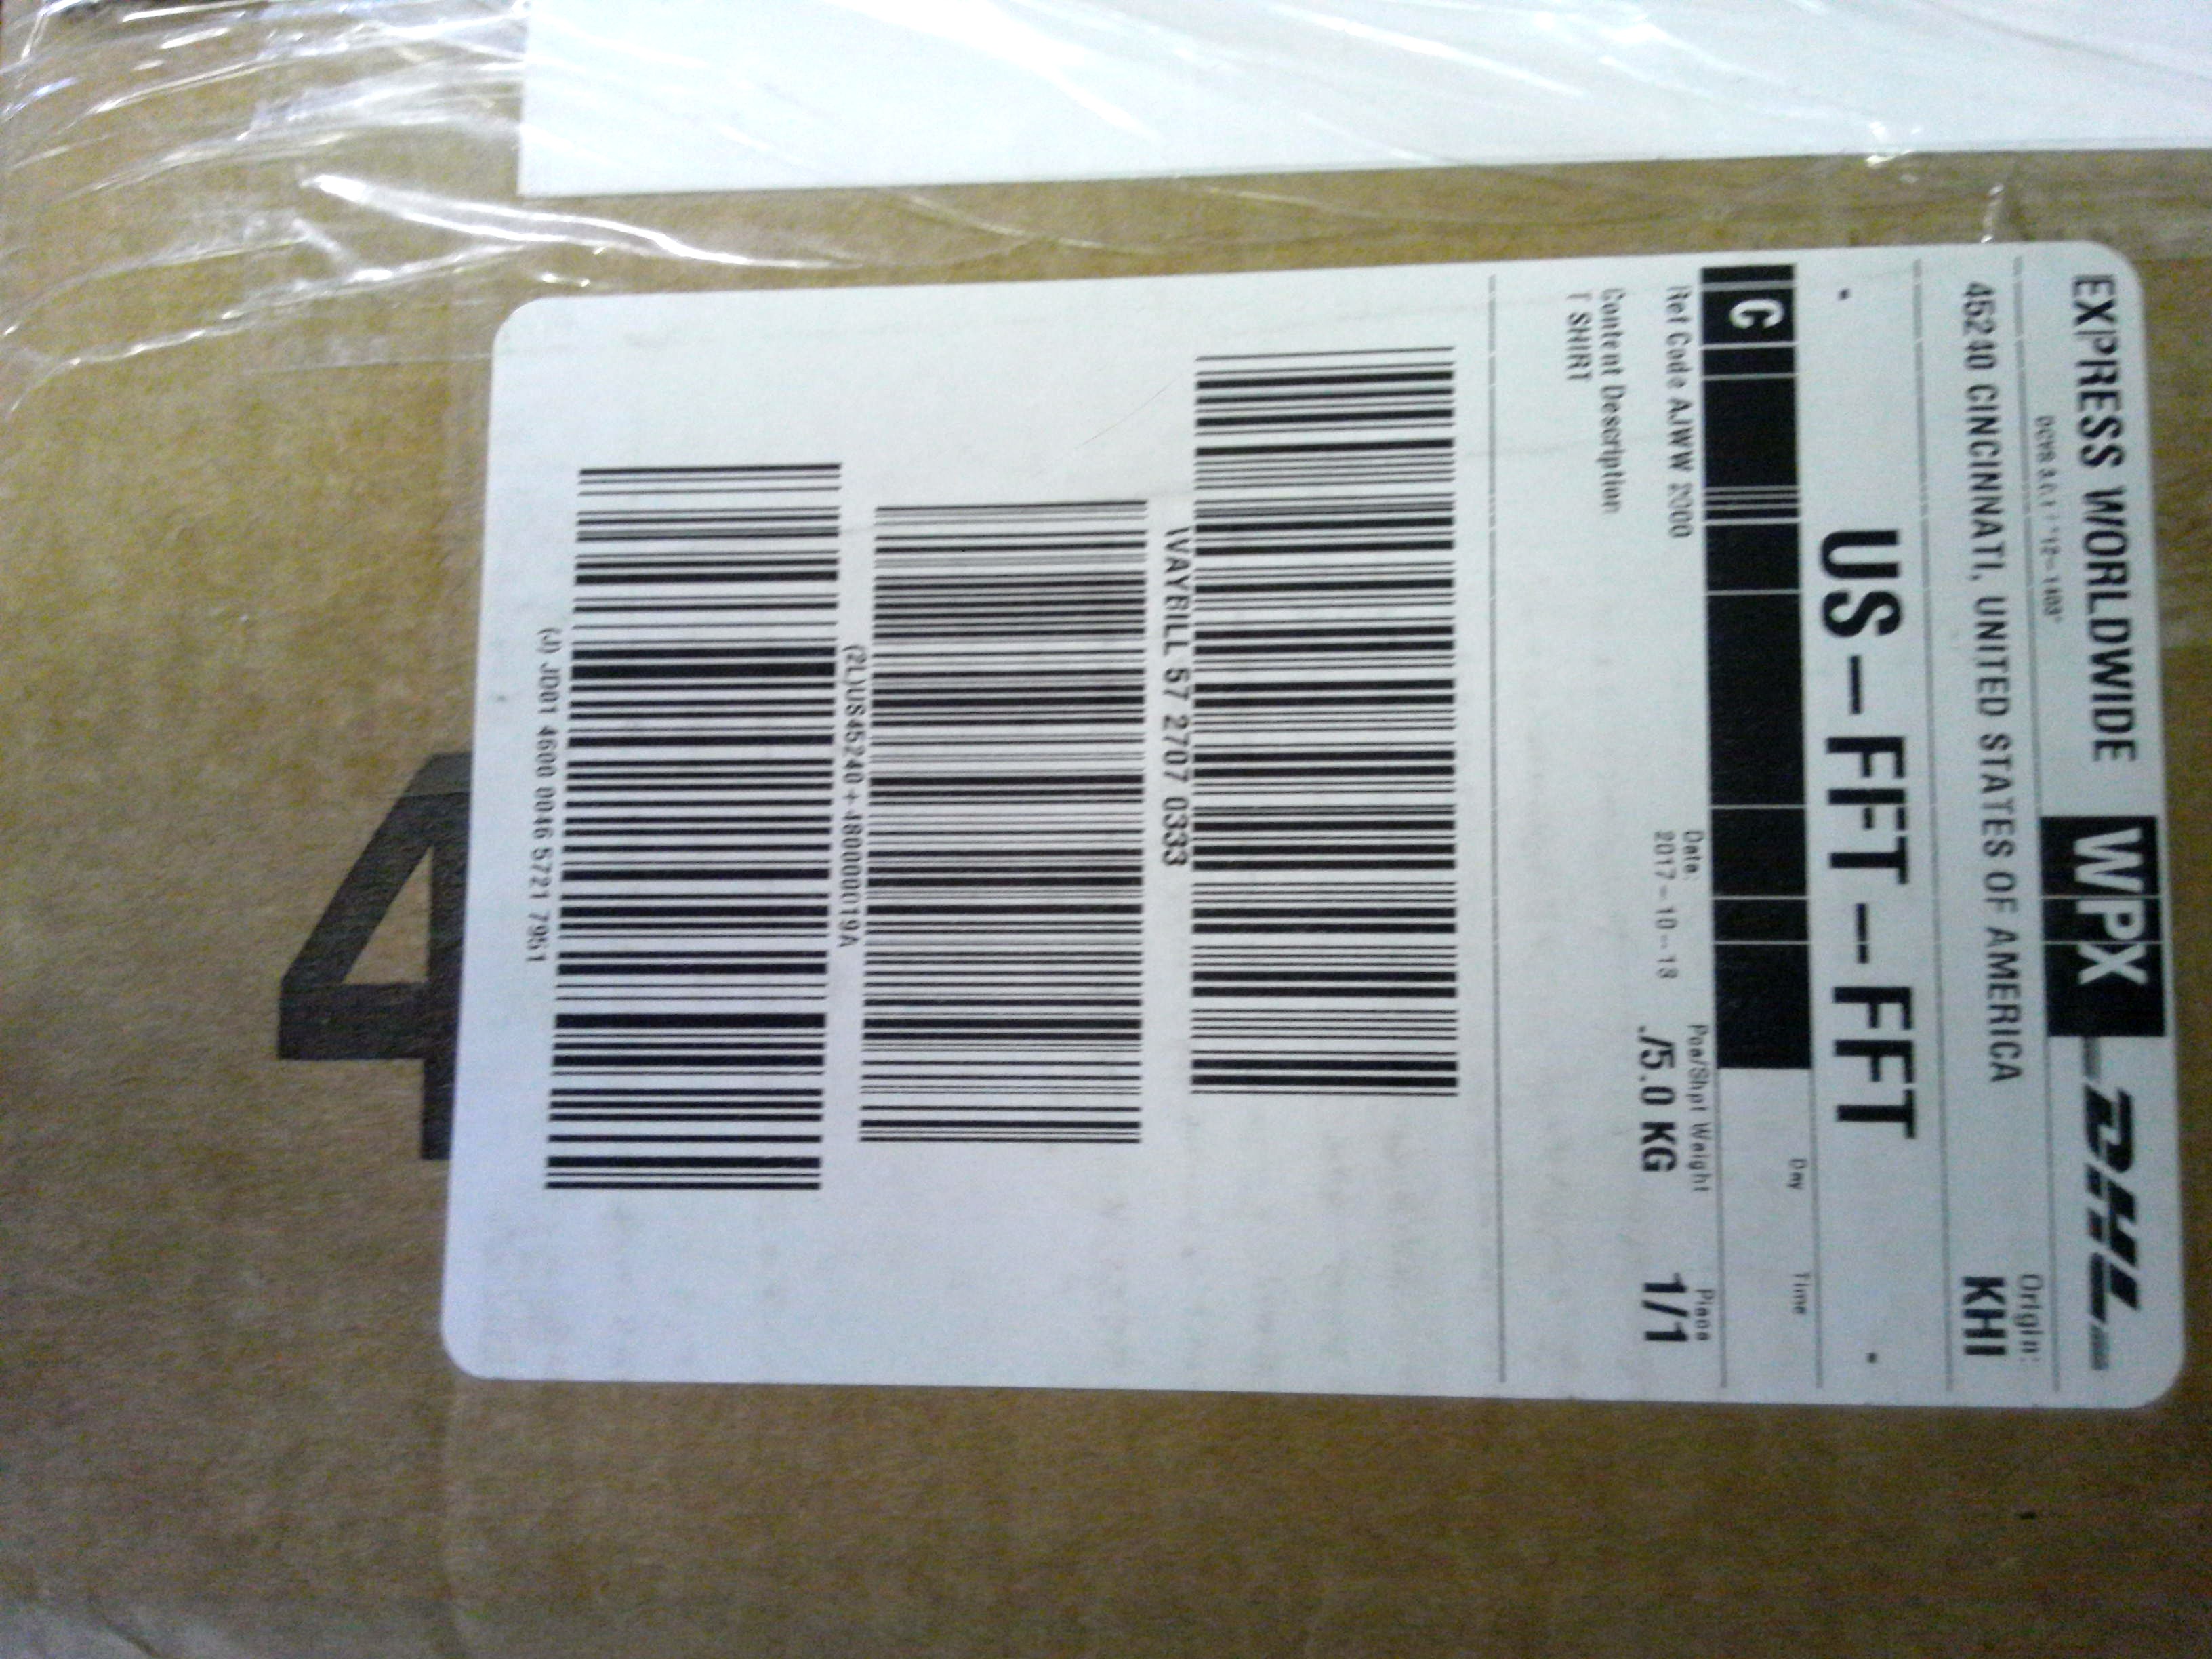 EXPRESS WORLDWIDE WPX DHL
45240 CINCINNATI, UNITED STATES OF AMERICA
Origin:
KHI
US-FFT-FFT
C
Day Time
Ref Code AJWW 2000
Date:
2017-10-18
Pce/Shpt Weight
./5.0 KG
Piece
1/1
Content Description
T SHIRT
WAYBILL 57 2707 0333
(2L)US45240+48000001
(J) JD01 4600 0046 5721 7951
4